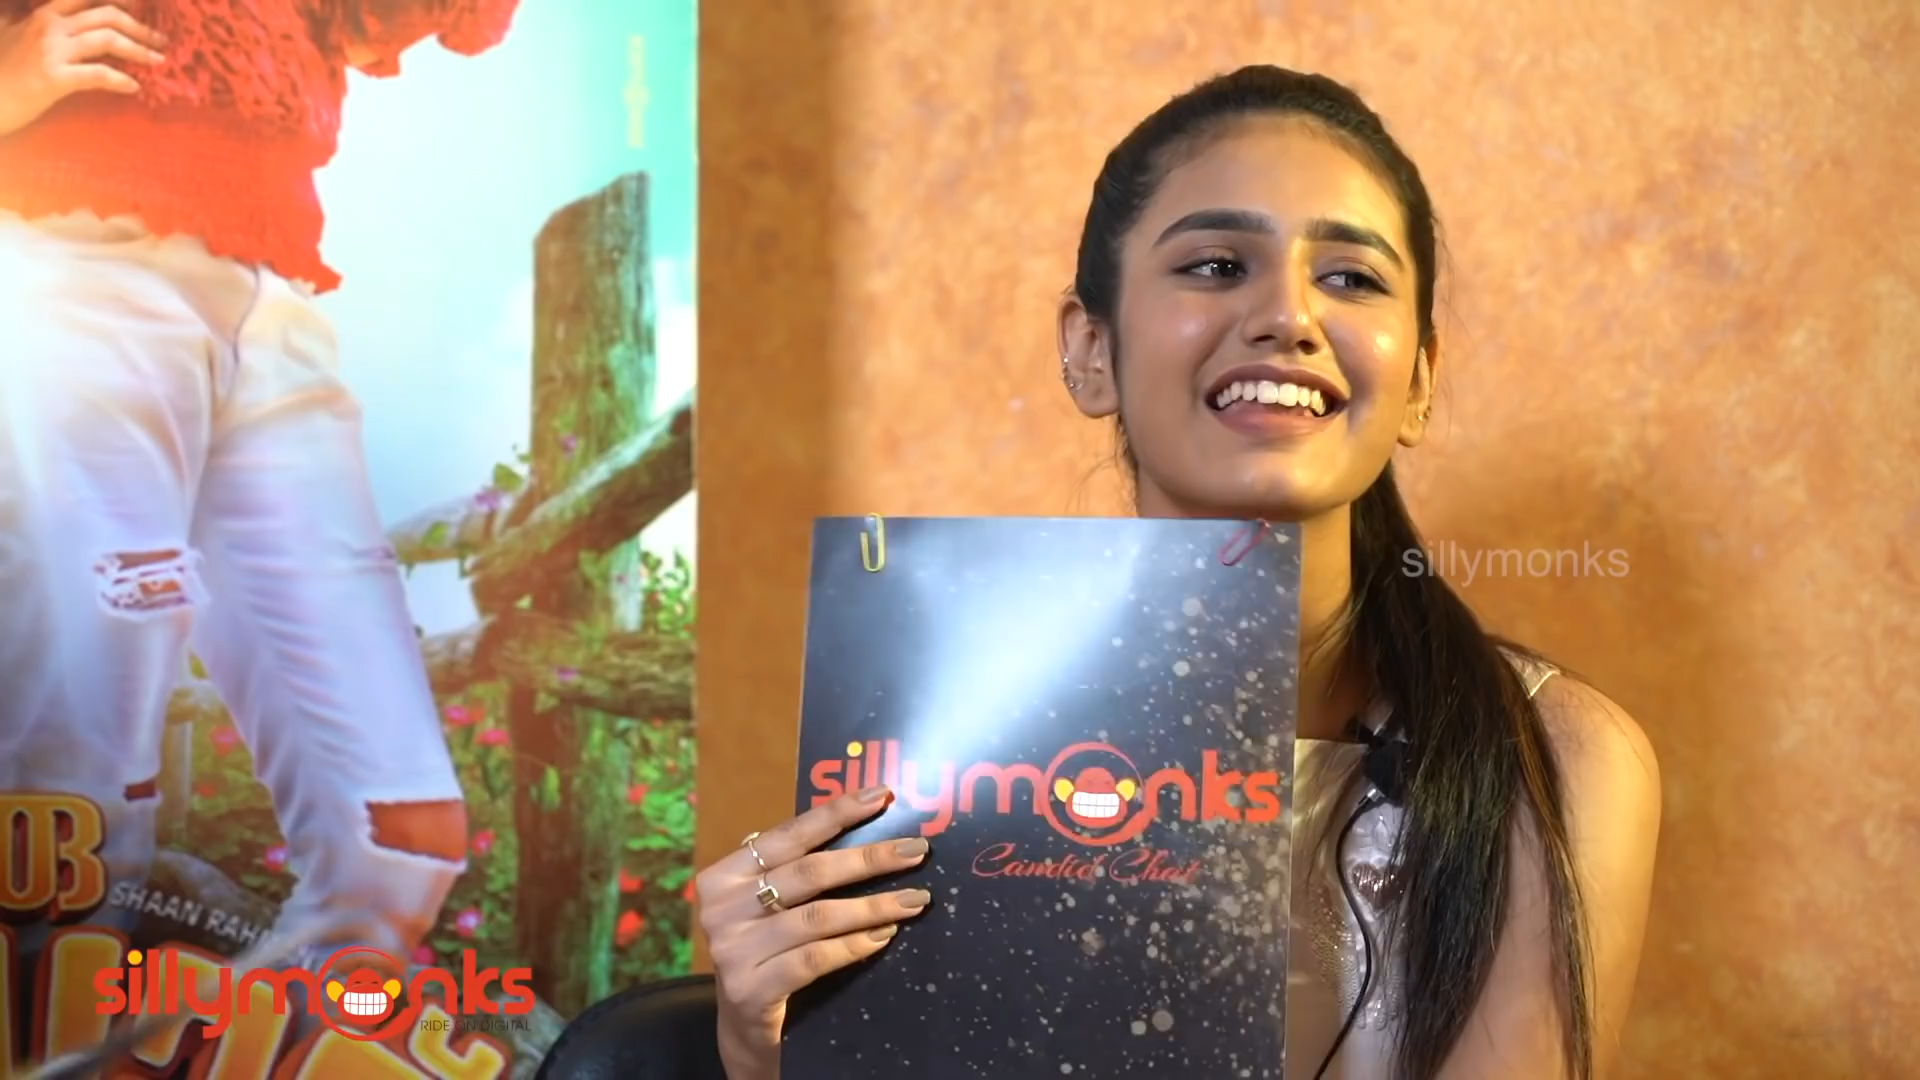 sillymonks
sillymonks
Candid Chat
SHAAN RAH
sillymonks
RIDE ON DIGITAL